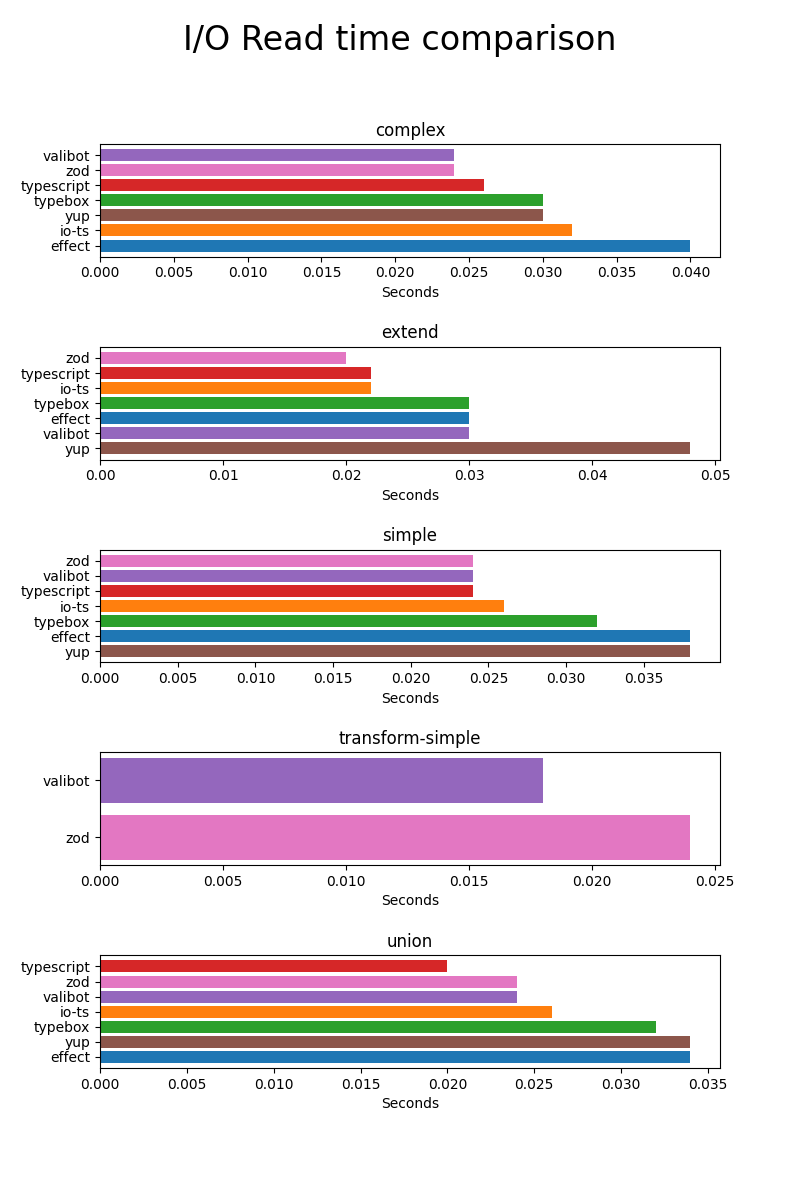 I/O Read time comparison
complex
valibot
zod
typescript
typebox
yup
io-ts
effect
0.000 0.005 0.010 0.015 0.020 0.025 0.030 0.035 0.040
Seconds
extend
zod
typescript
io-ts
typebox
effect
valibot
yup
0.00 0.01 0.02 0.03 0.04 0.05
Seconds
simple
zod
valibot
typescript
io-ts
typebox
effect
yup
0.000 0.005 0.010 0.015 0.020 0.025 0.030 0.035
Seconds
transform-simple
valibot
zod
0.000 0.005 0.010 0.015 0.020 0.025
Seconds
union
typescript
zod
valibot
io-ts
typebox
yup
effect
0.000 0.005 0.010 0.015 0.020 0.025 0.030 0.035
Seconds